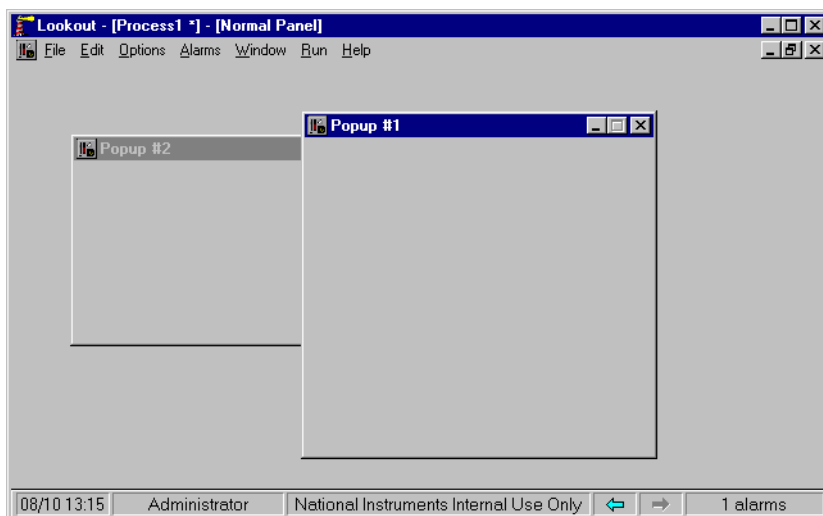 Lookout - [Process1 *] - [Normal Panel]
File Edit Options Alarms Window Run Help
Popup #1
Popup #2
08/10 13:15 Administrator National Instruments Internal Use Only 1 alarms